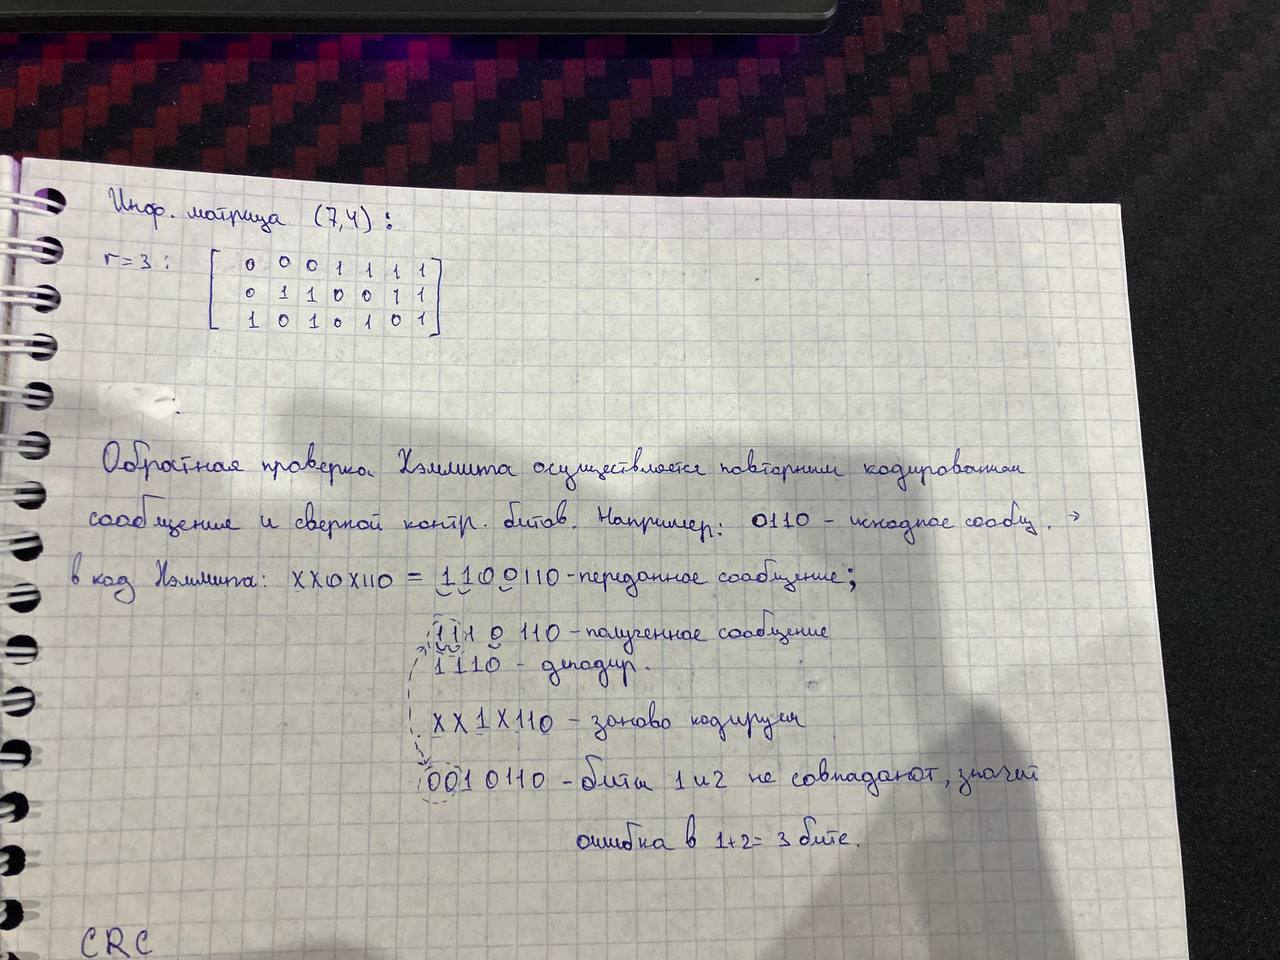 Инф. матрица (7,4):
r=3: [ 0 0 0 1 1 1 1
0 1 1 0 0 1 1
1 0 1 0 1 0 1 ]
Обратная проверка Хэмминга осуществляется повторным кодированием
сообщения и сверкой контр. битов. Например: 0110 - исходное сообщ. →
в код Хэмминга: XX0X110 = 1100110 - переданное сообщение;
1110110 - полученное сообщение
1110 - декодир.
XX1X110 - заново кодируем
0010110 - биты 1 и 2 не совпадают, значит
ошибка в 1+2=3 бите.
CRC